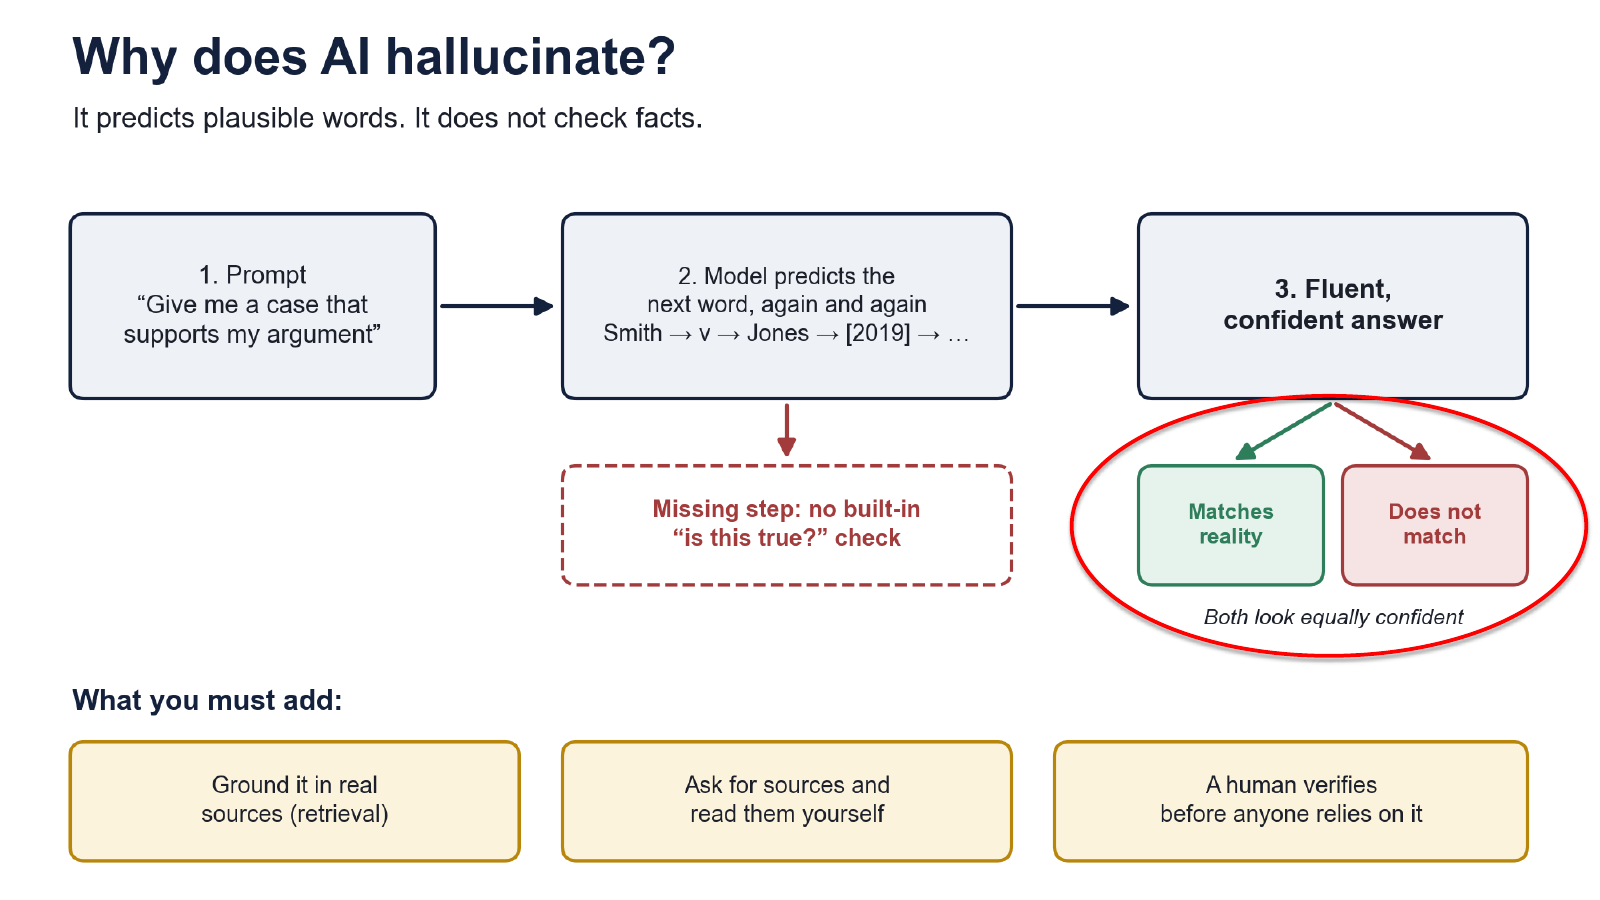 Why does AI hallucinate?
It predicts plausible words. It does not check facts.
1. Prompt
“Give me a case that
supports my argument”
2. Model predicts the
next word, again and again
Smith → v → Jones → [2019] → …
3. Fluent,
confident answer
Missing step: no built-in
“is this true?” check
Matches
reality
Does not
match
Both look equally confident
What you must add:
Ground it in real
sources (retrieval)
Ask for sources and
read them yourself
A human verifies
before anyone relies on it